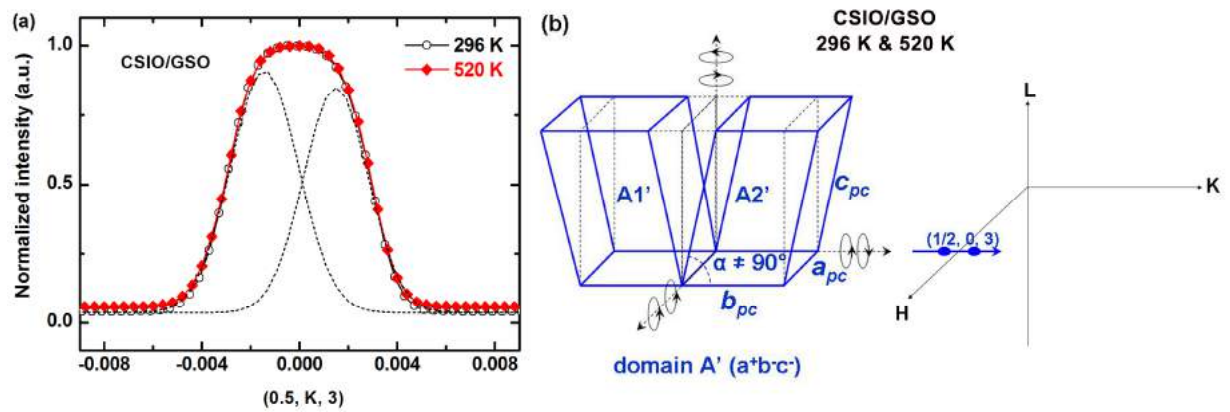 (a)
Normalized intensity (a.u.)
1.0
0.5
0.0
CSIO/GSO
296 K
520 K
-0.008 -0.004 0.000 0.004 0.008
(0.5, K, 3)
(b)
CSIO/GSO
296 K & 520 K
A1' A2'
c_pc
α ≠ 90°
a_pc
b_pc
domain A' (a⁺b⁻c⁻)
L
K
(1/2, 0, 3)
H